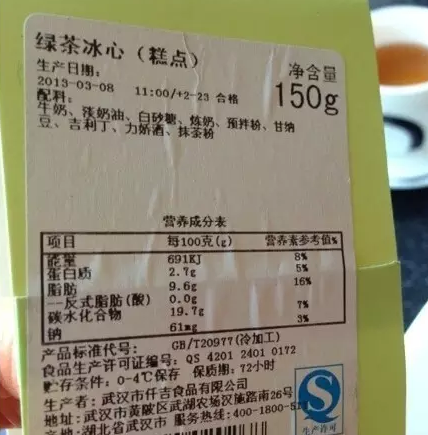 绿茶冰心（糕点）
净含量
150g
生产日期：
2013-03-08 11:00/+2-23 合格
配料：
牛奶、淡奶油、白砂糖、炼奶、预拌粉、甘纳
豆、吉利丁、力娇酒、抹茶粉
营养成分表
项目 每100克(g) 营养素参考值%
能量 691KJ 8%
蛋白质 2.7g 5%
脂肪 9.6g 16%
--反式脂肪(酸) 0.0g
碳水化合物 19.7g 7%
钠 61mg 3%
产品标准代号： GB/T20977(冷加工)
食品生产许可证编号：QS 4201 2401 0172
贮存条件：0-4℃保存 保质期：72小时
生产者：武汉市仟吉食品有限公司
地址：武汉市黄陂区武湖农场汉施路南26号
产地：湖北省武汉市 服务热线：400-1800-
S
生产许可